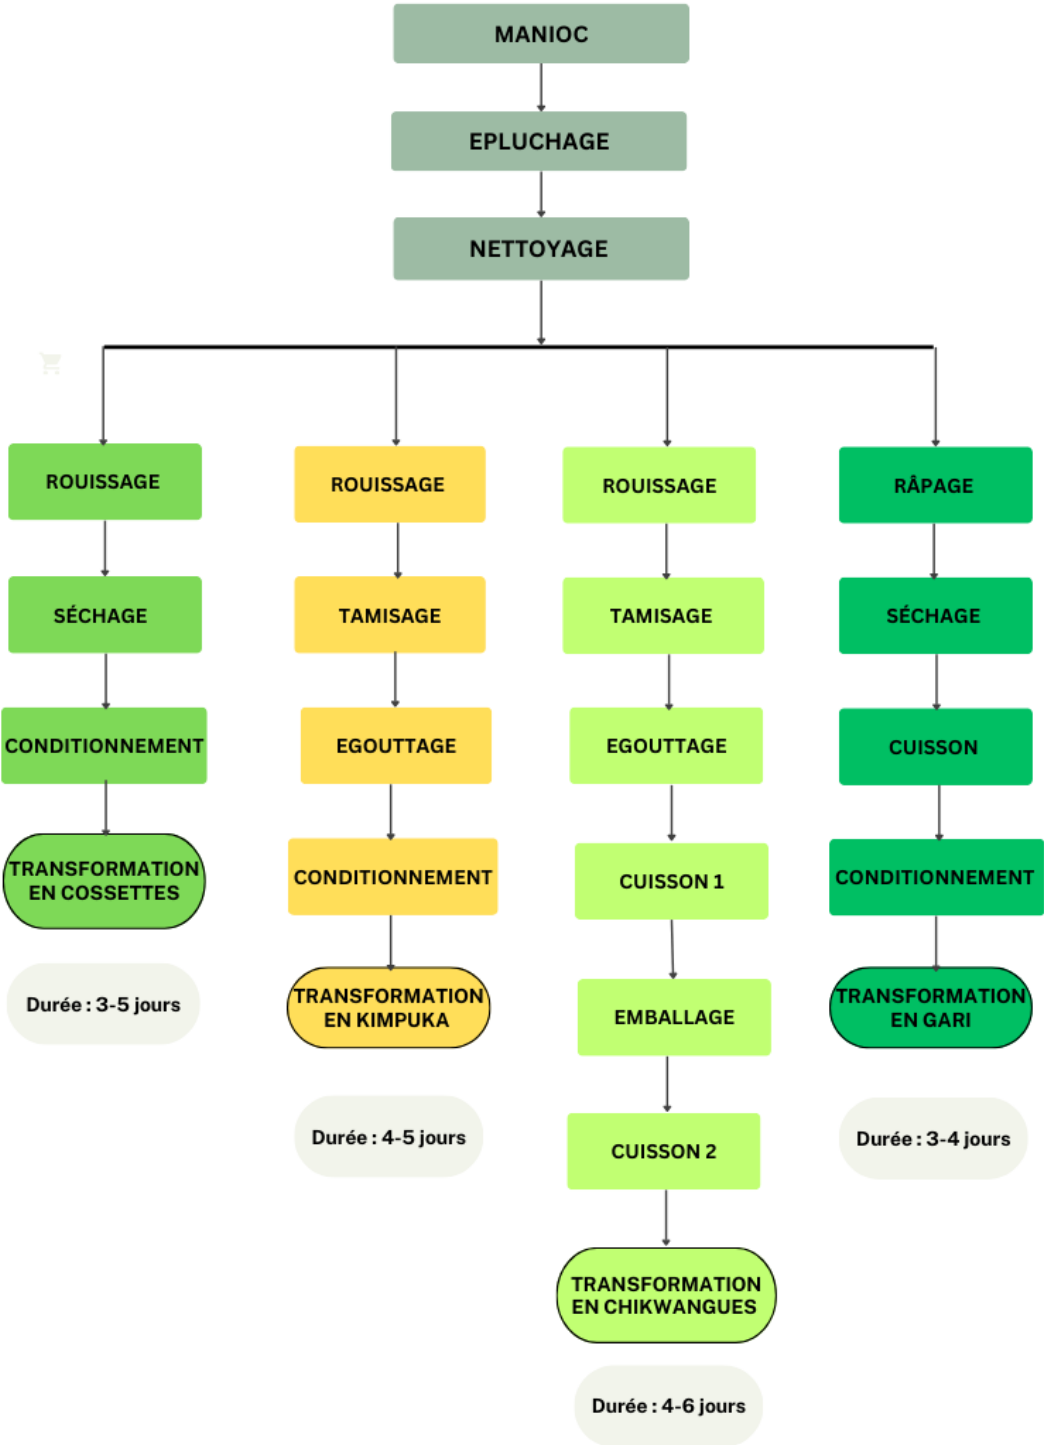 MANIOC
EPLUCHAGE
NETTOYAGE
ROUISSAGE
SÉCHAGE
CONDITIONNEMENT
TRANSFORMATION
EN COSSETTES
Durée : 3-5 jours
ROUISSAGE
TAMISAGE
EGOUTTAGE
CONDITIONNEMENT
TRANSFORMATION
EN KIMPUKA
Durée : 4-5 jours
ROUISSAGE
TAMISAGE
EGOUTTAGE
CUISSON 1
EMBALLAGE
CUISSON 2
TRANSFORMATION
EN CHIKWANGUES
Durée : 4-6 jours
RÂPAGE
SÉCHAGE
CUISSON
CONDITIONNEMENT
TRANSFORMATION
EN GARI
Durée : 3-4 jours